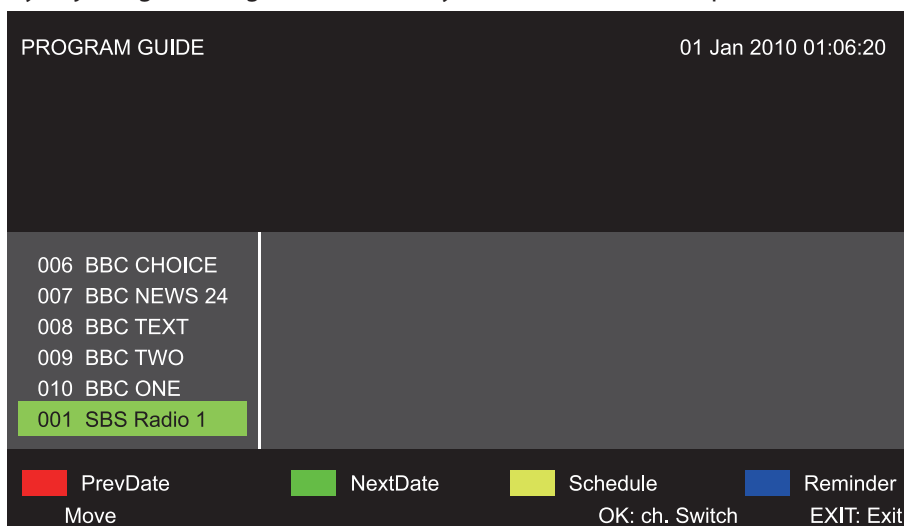 PROGRAM GUIDE 01 Jan 2010 01:06:20
006 BBC CHOICE
007 BBC NEWS 24
008 BBC TEXT
009 BBC TWO
010 BBC ONE
001 SBS Radio 1
PrevDate NextDate Schedule Reminder
Move OK: ch. Switch EXIT: Exit